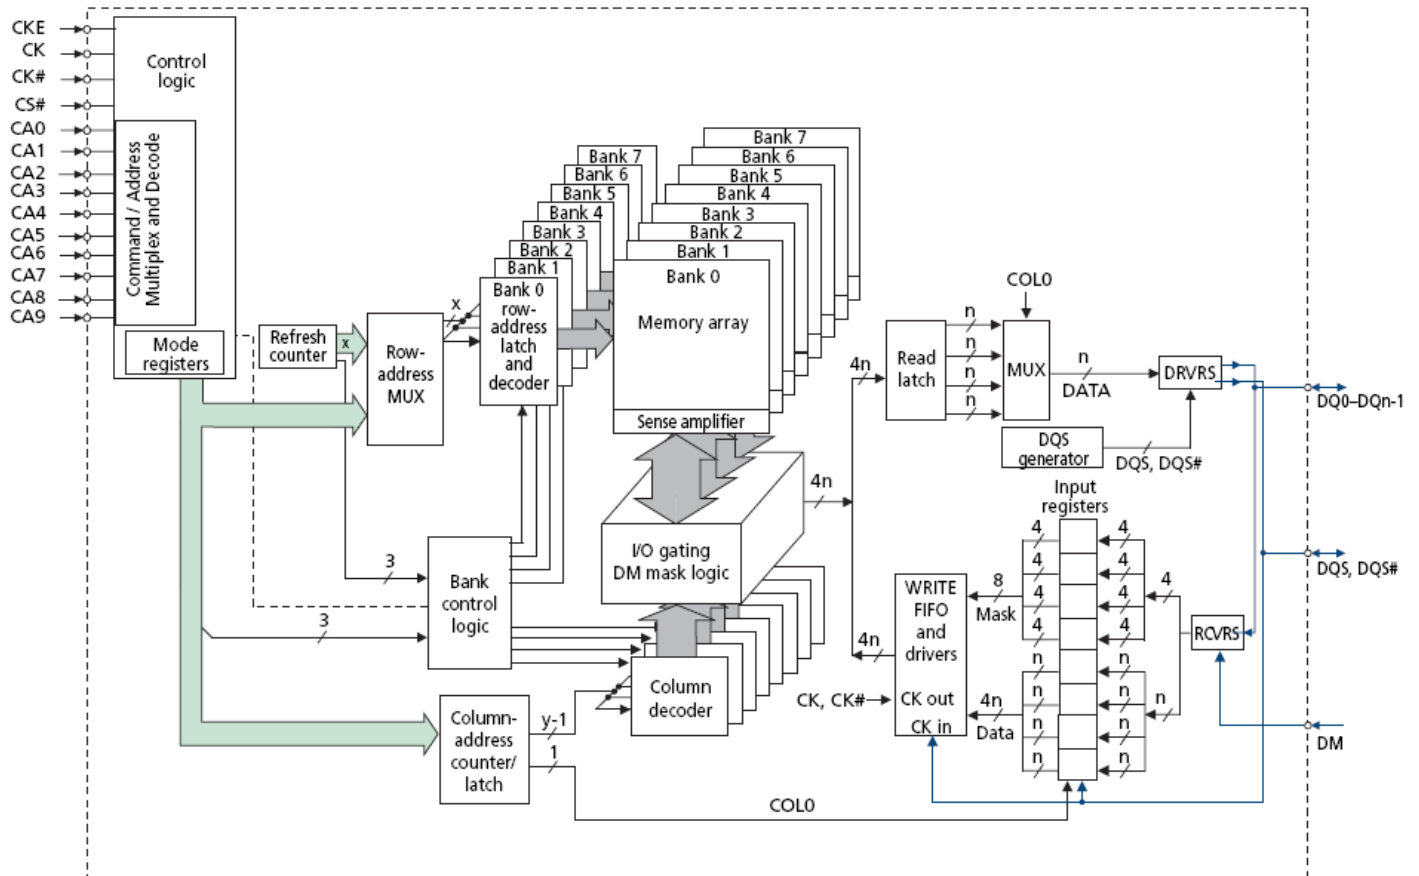 CKE
CK
CK#
CS#
CA0
CA1
CA2
CA3
CA4
CA5
CA6
CA7
CA8
CA9
Control
logic
Command / Address
Multiplex and Decode
Mode
registers
Refresh
counter
x
Row-
address
MUX
x
Bank 7
Bank 6
Bank 5
Bank 4
Bank 3
Bank 2
Bank 1
Bank 0
row-
address
latch
and
decoder
Bank 7
Bank 6
Bank 5
Bank 4
Bank 3
Bank 2
Bank 1
Bank 0
Memory array
Sense amplifier
3
3
Bank
control
logic
I/O gating
DM mask logic
Column
decoder
Column-
address
counter/
latch
y-1
1
COL0
4n
4n
4n
Read
latch
n
n
n
n
COL0
MUX
n
DATA
DRVRS
DQS
generator
DQS, DQS#
DQ0–DQn-1
DQS, DQS#
DM
Input
registers
4
4
4
4
n
n
n
n
4
4
4
4
n
n
n
n
4
n
RCVRS
8
Mask
4n
Data
WRITE
FIFO
and
drivers
CK out
CK in
CK, CK#